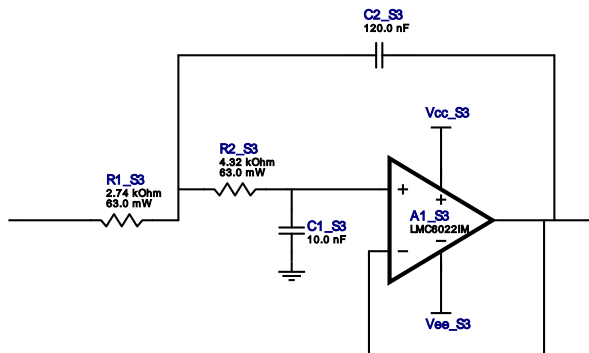 C2_S3
120.0 nF
Vcc_S3
R2_S3
4.32 kOhm
63.0 mW
R1_S3
2.74 kOhm
63.0 mW
+
+
A1_S3
LMC6022IM
C1_S3
10.0 nF
−
−
Vee_S3